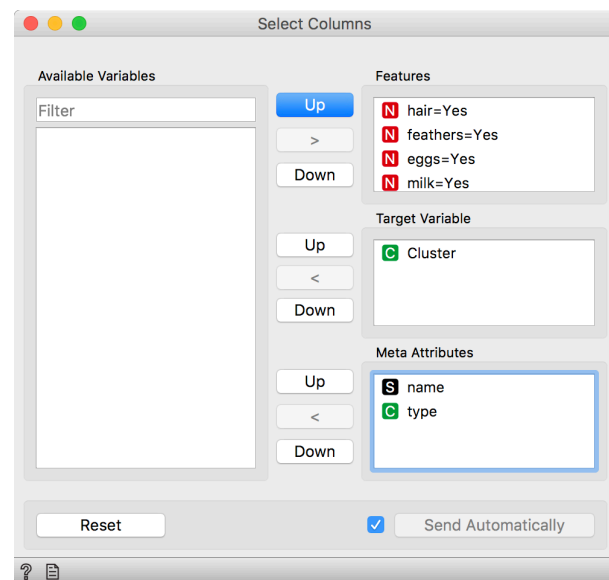 Select Columns
Available Variables
Filter
Up
>
Down
Features
N hair=Yes
N feathers=Yes
N eggs=Yes
N milk=Yes
Up
<
Down
Target Variable
C Cluster
Up
<
Down
Meta Attributes
S name
C type
Reset
Send Automatically
?